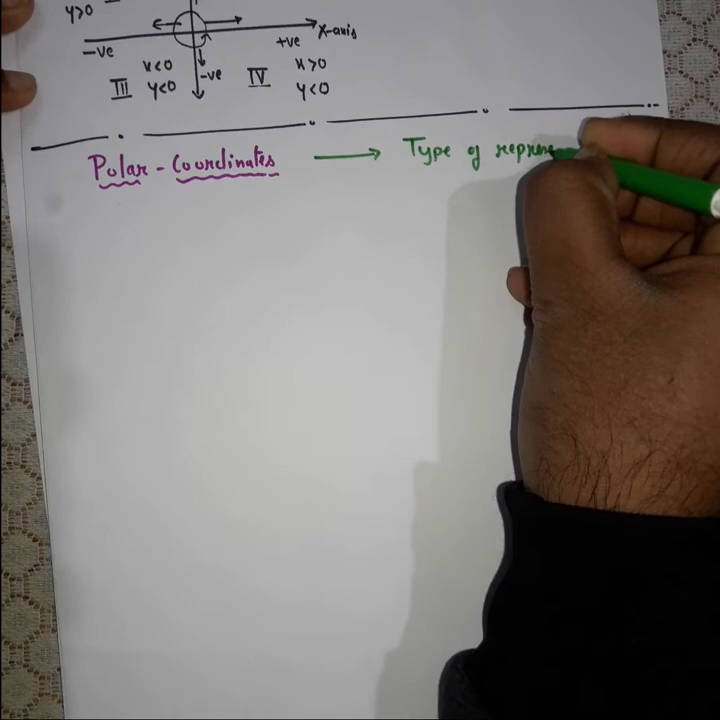 y>0
-ve +ve X-axis
x<0 -ve x>0
III y<0 IV y<0
Polar - Coordinates → Type of